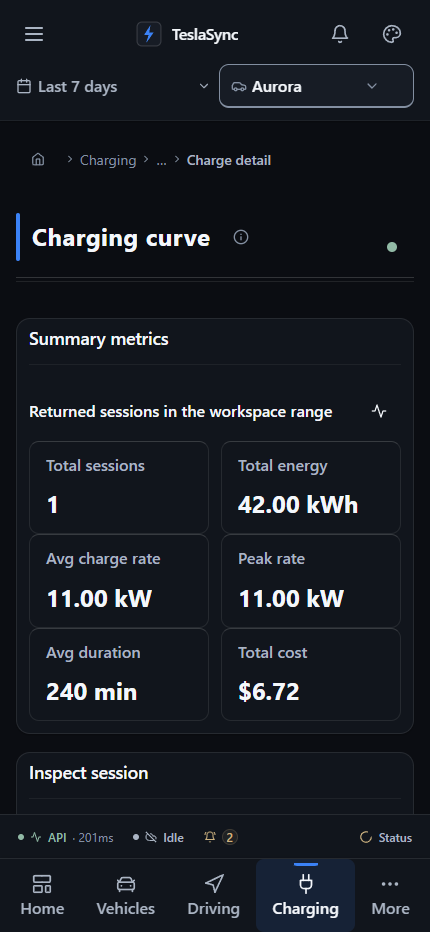 TeslaSync
Last 7 days
Aurora
Charging
...
Charge detail
Charging curve
Summary metrics
Returned sessions in the workspace range
Total sessions
1
Total energy
42.00 kWh
Avg charge rate
11.00 kW
Peak rate
11.00 kW
Avg duration
240 min
Total cost
$6.72
Inspect session
API · 201ms
Idle
2
Status
Home
Vehicles
Driving
Charging
More